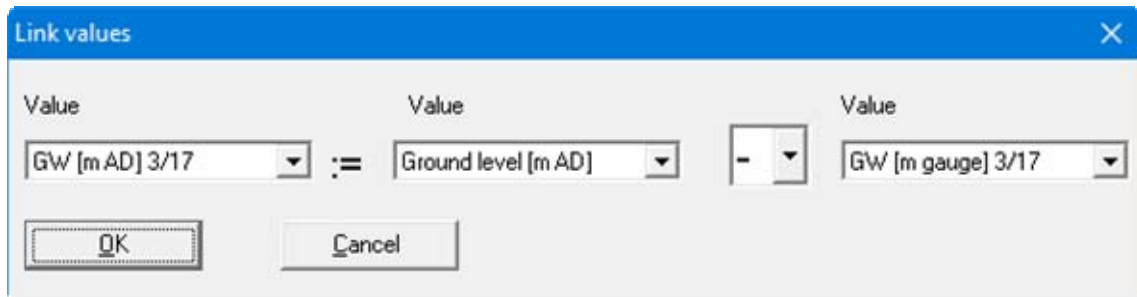 Link values
Value Value Value
GW [m AD] 3/17 := Ground level [m AD] - GW [m gauge] 3/17
OK Cancel